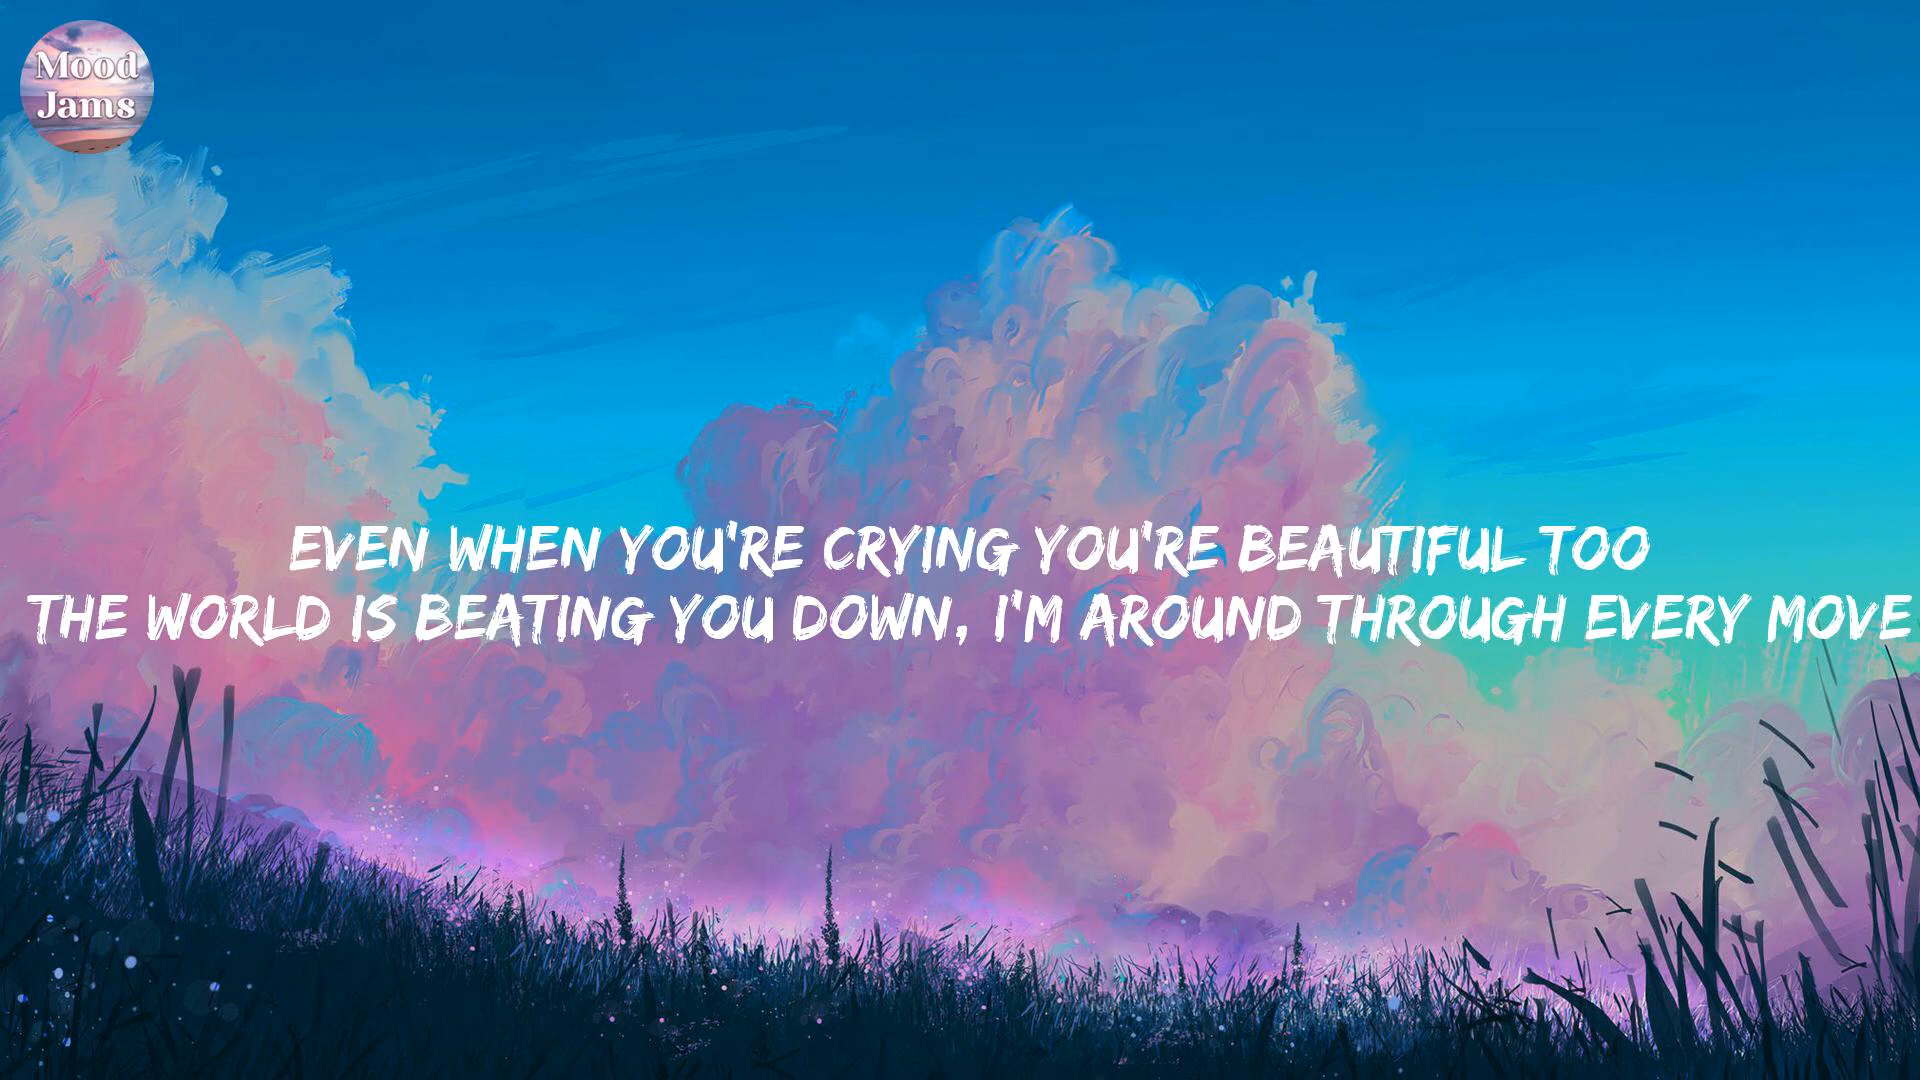 Mood
Jams
EVEN WHEN YOU'RE CRYING YOU'RE BEAUTIFUL TOO
THE WORLD IS BEATING YOU DOWN, I'M AROUND THROUGH EVERY MOVE